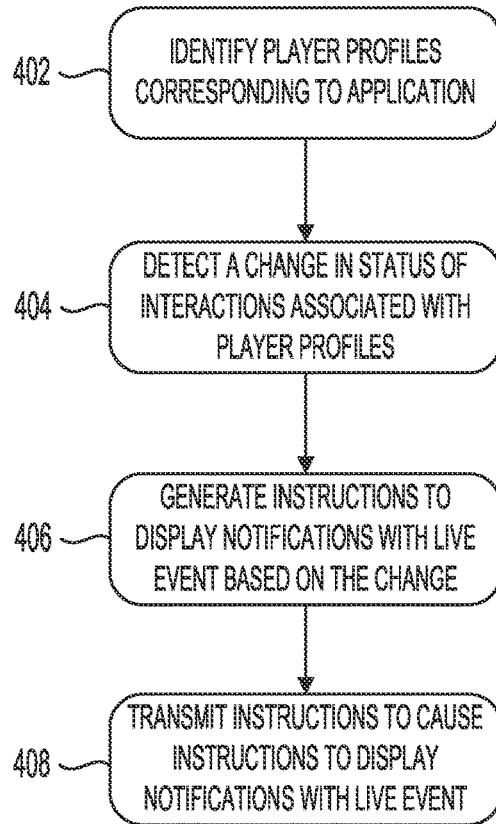 402
IDENTIFY PLAYER PROFILES
CORRESPONDING TO APPLICATION
404
DETECT A CHANGE IN STATUS OF
INTERACTIONS ASSOCIATED WITH
PLAYER PROFILES
406
GENERATE INSTRUCTIONS TO
DISPLAY NOTIFICATIONS WITH LIVE
EVENT BASED ON THE CHANGE
408
TRANSMIT INSTRUCTIONS TO CAUSE
INSTRUCTIONS TO DISPLAY
NOTIFICATIONS WITH LIVE EVENT